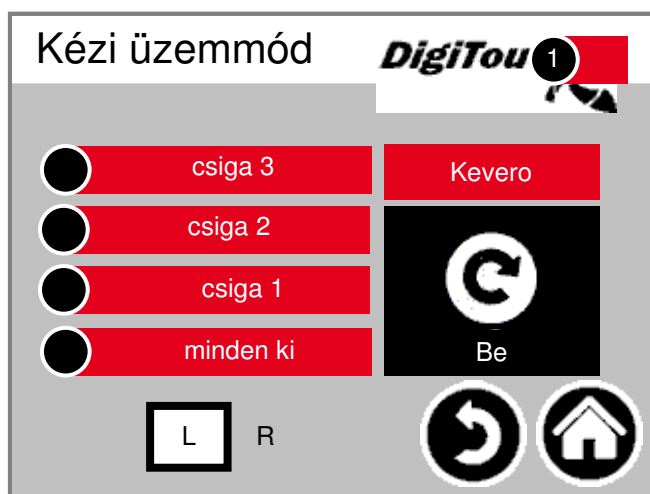 Kézi üzemmód
DigiTou
1
csiga 3
Kevero
csiga 2
csiga 1
minden ki
Be
L
R